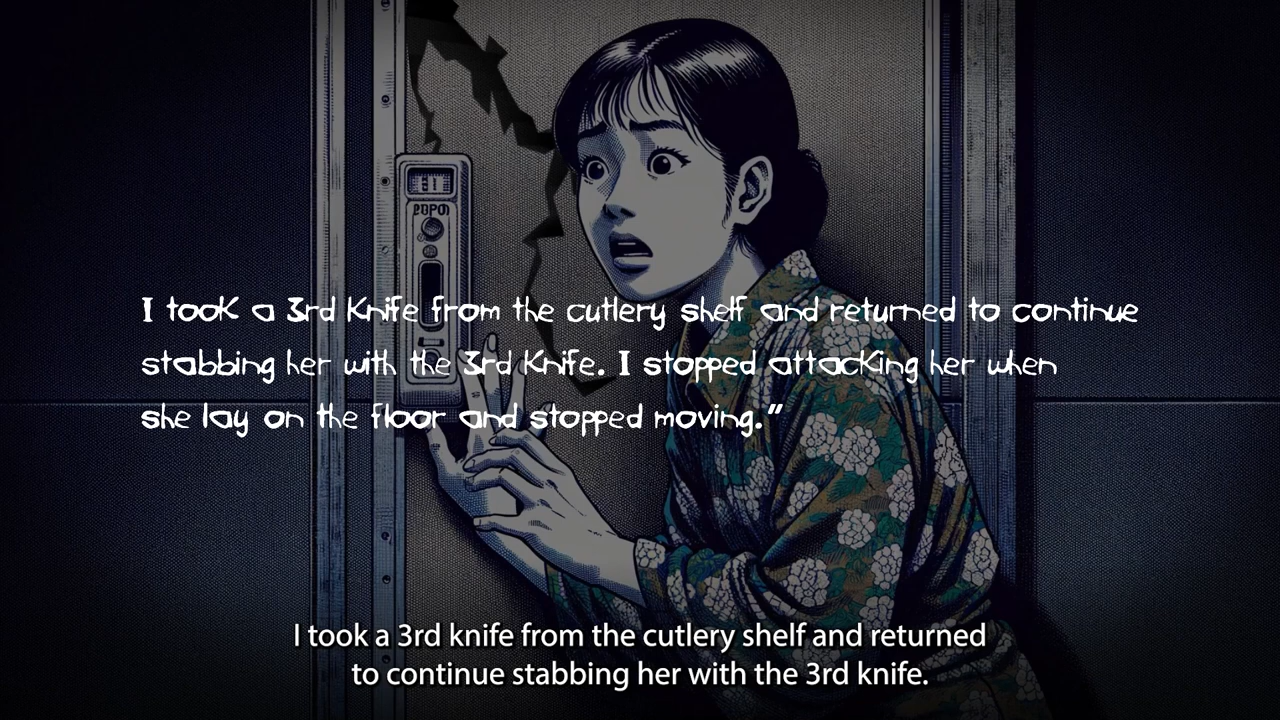 I took a 3rd knife from the cutlery shelf and returned to continue
stabbing her with the 3rd knife. I stopped attacking her when
she lay on the floor and stopped moving.”
I took a 3rd knife from the cutlery shelf and returned
to continue stabbing her with the 3rd knife.